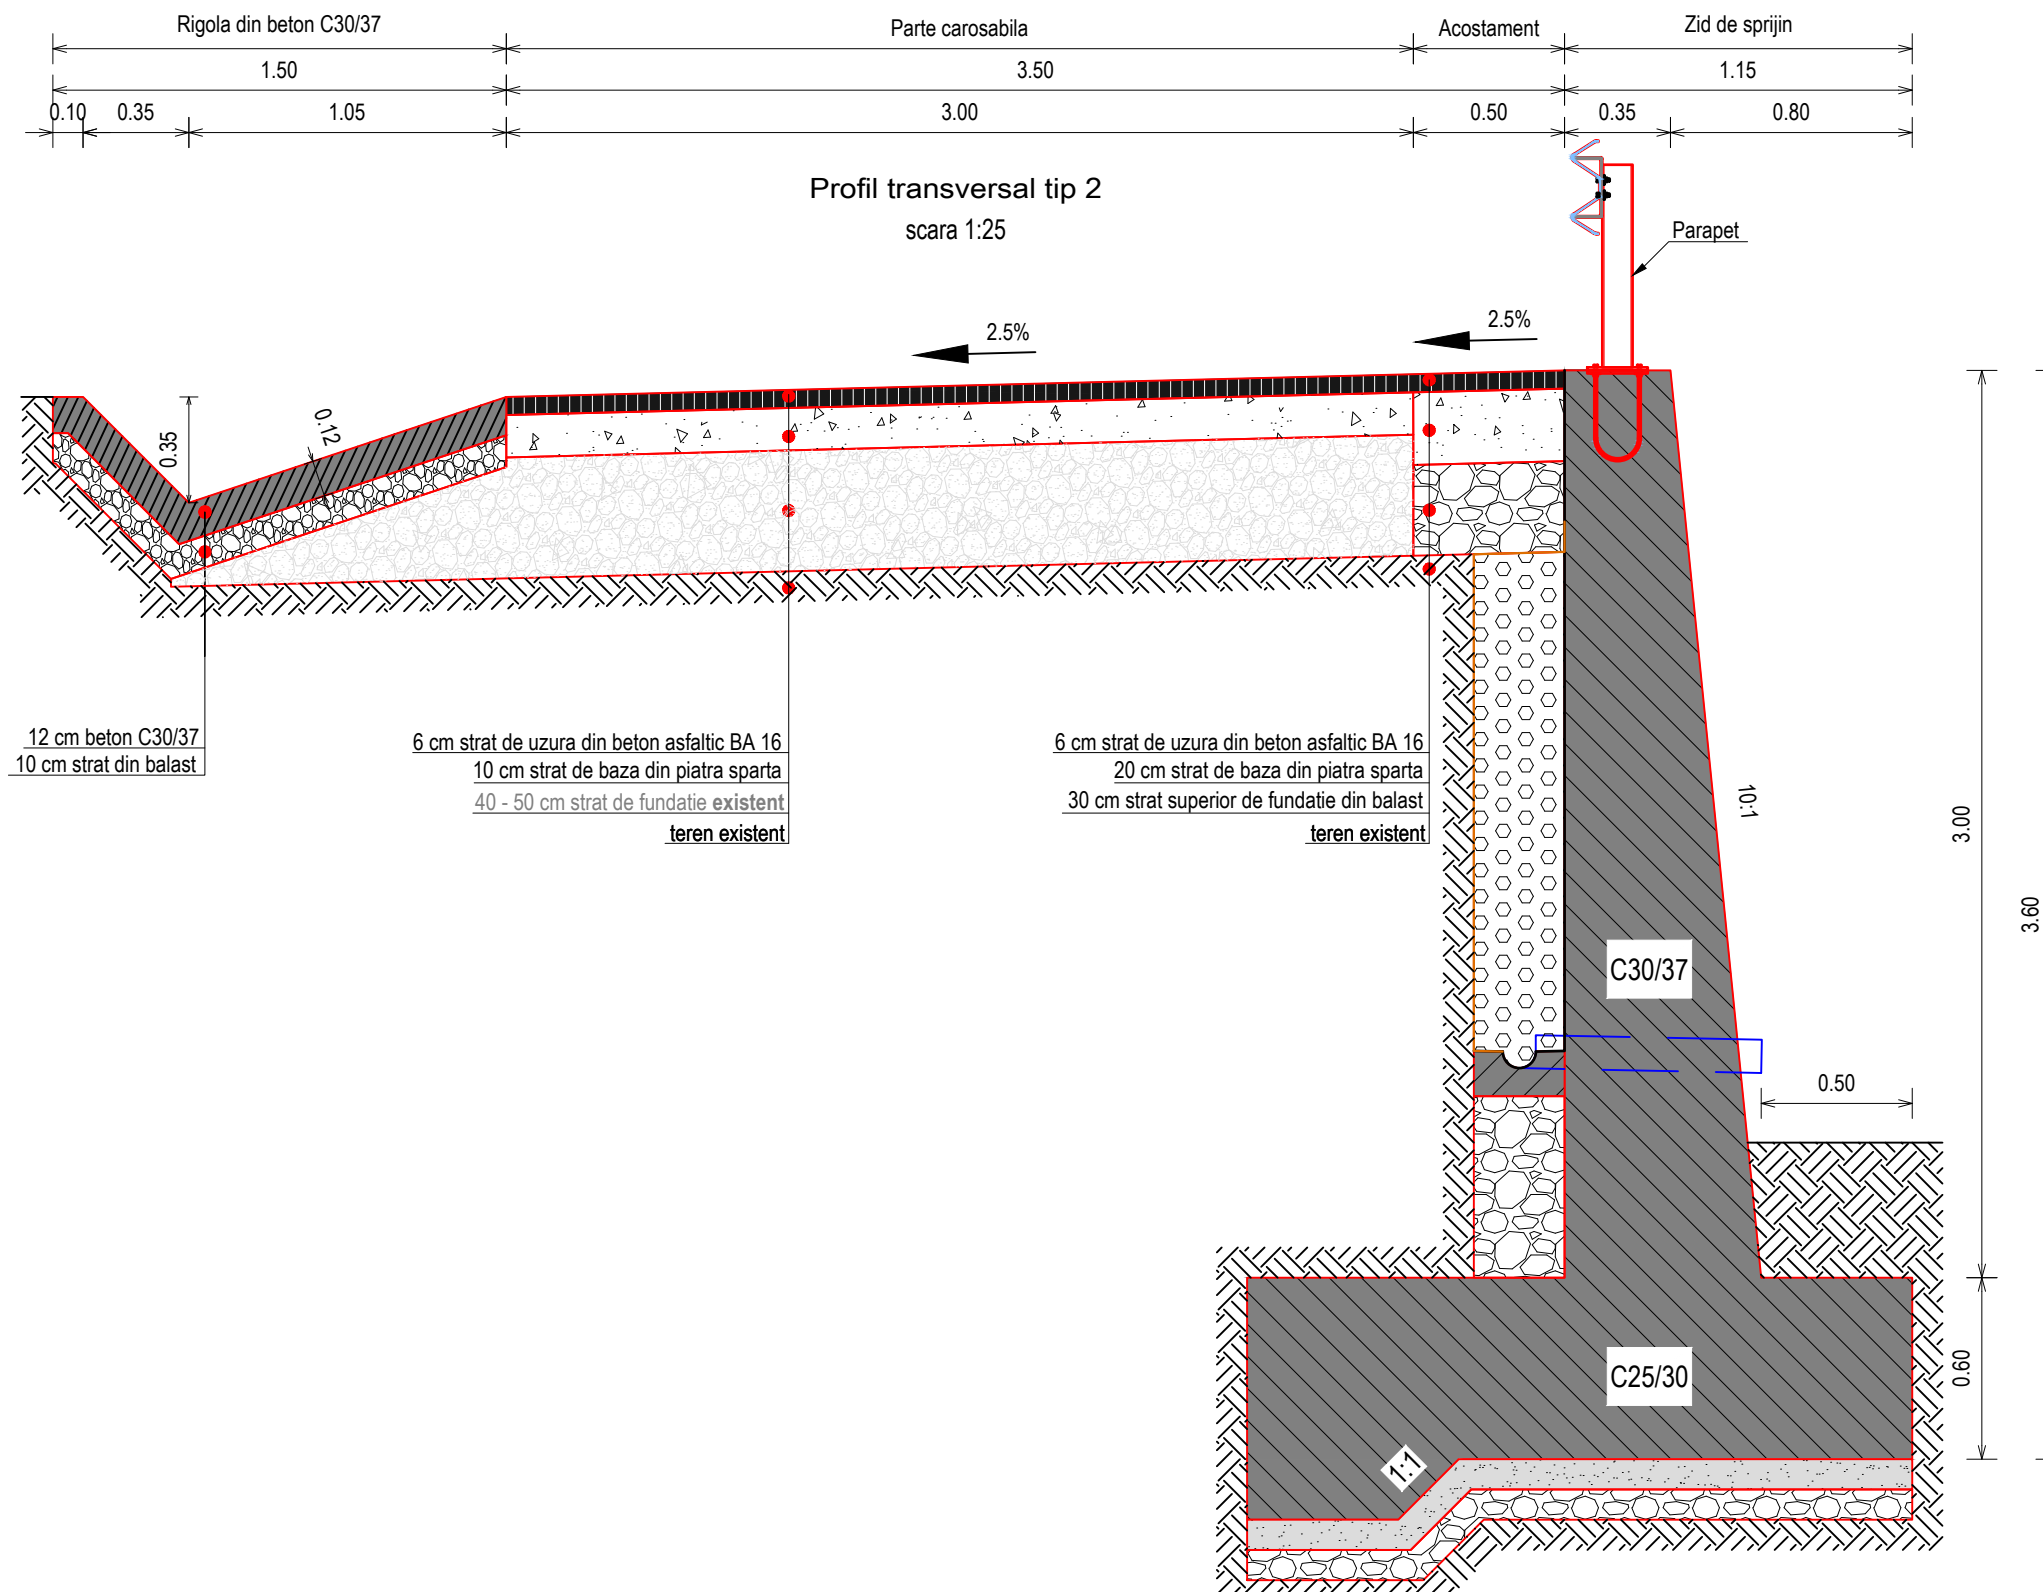 Rigola din beton C30/37
Parte carosabila
Acostament
Zid de sprijin
1.50
3.50
1.15
0.10
0.35
1.05
3.00
0.50
0.35
0.80
Profil transversal tip 2
scara 1:25
Parapet
2.5%
2.5%
0.35
0.12
12 cm beton C30/37
10 cm strat din balast
6 cm strat de uzura din beton asfaltic BA 16
10 cm strat de baza din piatra sparta
40 - 50 cm strat de fundatie existent
teren existent
6 cm strat de uzura din beton asfaltic BA 16
20 cm strat de baza din piatra sparta
30 cm strat superior de fundatie din balast
teren existent
10:1
3.00
3.60
C30/37
0.50
0.60
C25/30
1:1